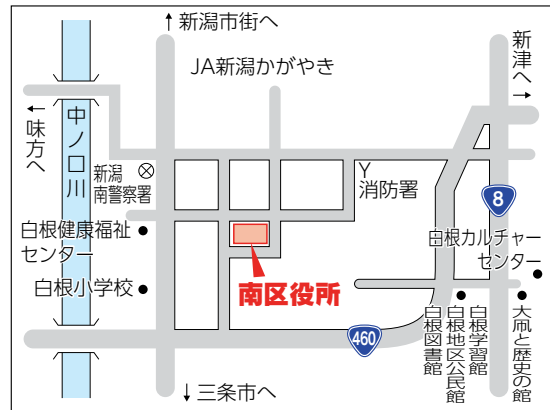 ↑新潟市街へ
JA新潟かがやき
新津へ→
←味方へ
中ノ口川
新潟
南警察署
Y
消防署
8
白根健康福祉
センター
白根カルチャー
センター
南区役所
白根小学校
460
白根図書館
白根地区公民館
白根学習館
大凧と歴史の館
↓三条市へ